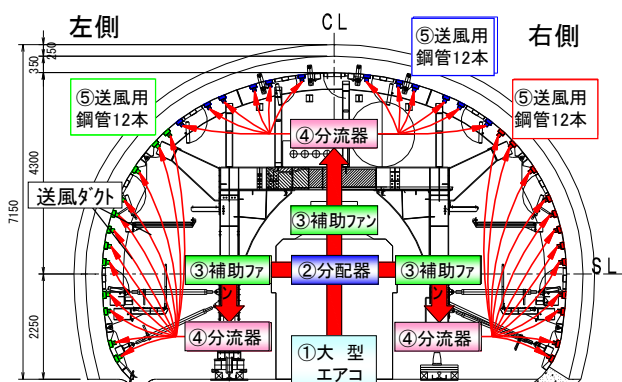 左側
CL
右側
⑤送風用
鋼管12本
⑤送風用
鋼管12本
⑤送風用
鋼管12本
250
350
4300
7150
2250
④分流器
送風ダクト
③補助ファン
③補助ファ
ン
②分配器
③補助ファ
ン
SL
④分流器
④分流器
①大 型
エアコ